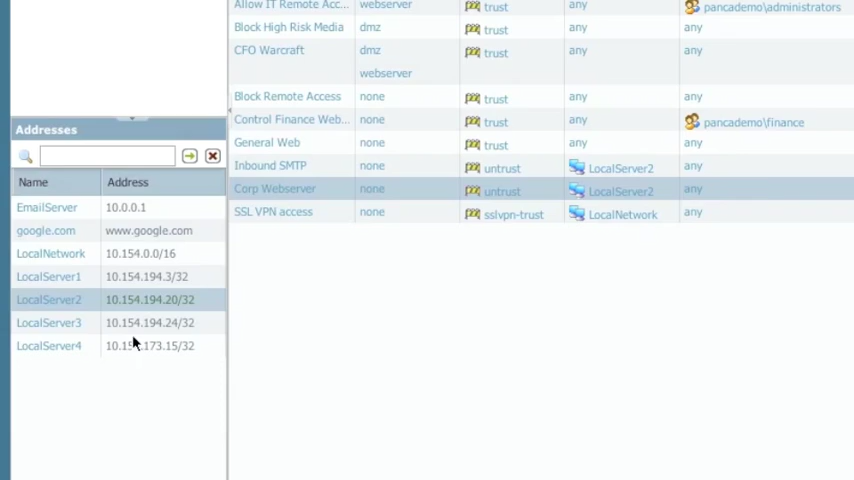 Allow IT Remote Acc... webserver trust any pancademo\administrators
Block High Risk Media dmz trust any any
CFO Warcraft dmz trust any any
webserver
Block Remote Access none trust any any
Control Finance Web... none trust any pancademo\finance
General Web none trust any any
Inbound SMTP none untrust LocalServer2 any
Corp Webserver none untrust LocalServer2 any
SSL VPN access none sslvpn-trust LocalNetwork any
Addresses
Name Address
EmailServer 10.0.0.1
google.com www.google.com
LocalNetwork 10.154.0.0/16
LocalServer1 10.154.194.3/32
LocalServer2 10.154.194.20/32
LocalServer3 10.154.194.24/32
LocalServer4